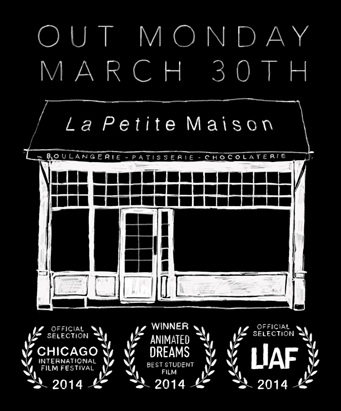 OUT MONDAY
MARCH 30TH
La Petite Maison
BOULANGERIE - PATISSERIE - CHOCOLATERIE
OFFICIAL
SELECTION
CHICAGO
INTERNATIONAL
FILM FESTIVAL
2014
WINNER
ANIMATED
DREAMS
BEST STUDENT
FILM
2014
OFFICIAL
SELECTION
LIAF
2014